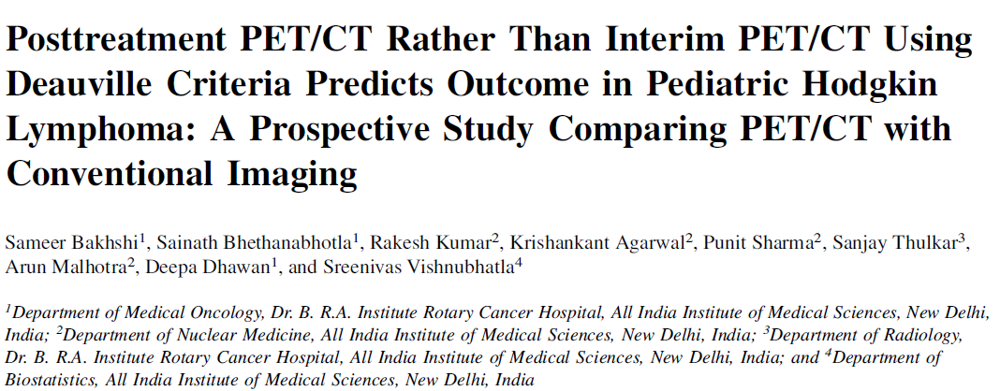 Posttreatment PET/CT Rather Than Interim PET/CT Using
Deauville Criteria Predicts Outcome in Pediatric Hodgkin
Lymphoma: A Prospective Study Comparing PET/CT with
Conventional Imaging
Sameer Bakhshi1, Sainath Bhethanabhotla1, Rakesh Kumar2, Krishankant Agarwal2, Punit Sharma2, Sanjay Thulkar3,
Arun Malhotra2, Deepa Dhawan1, and Sreenivas Vishnubhatla4
1Department of Medical Oncology, Dr. B. R.A. Institute Rotary Cancer Hospital, All India Institute of Medical Sciences, New Delhi,
India; 2Department of Nuclear Medicine, All India Institute of Medical Sciences, New Delhi, India; 3Department of Radiology,
Dr. B. R.A. Institute Rotary Cancer Hospital, All India Institute of Medical Sciences, New Delhi, India; and 4Department of
Biostatistics, All India Institute of Medical Sciences, New Delhi, India